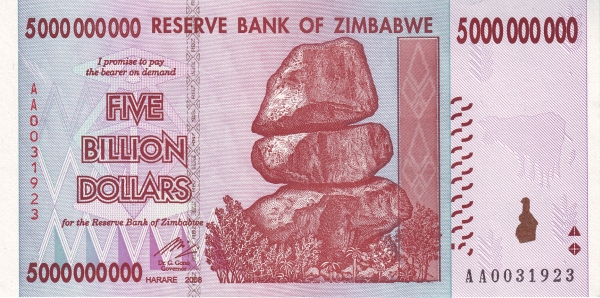 5000000000 RESERVE BANK OF ZIMBABWE 5000000000
I promise to pay
the bearer on demand
AA0031923
FIVE
BILLION
DOLLARS
for the Reserve Bank of Zimbabwe
Dr. G. Gono
Governor
5000000000 HARARE 2008
AA0031923